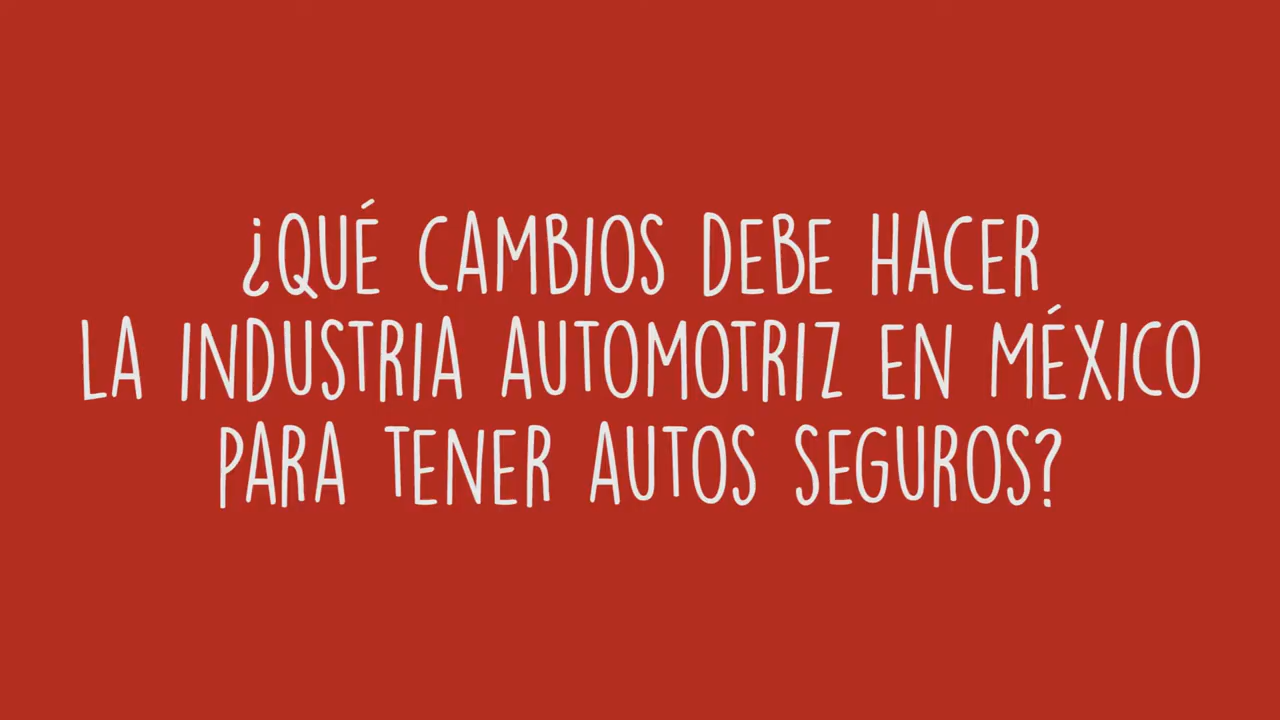 ¿QUÉ CAMBIOS DEBE HACER
LA INDUSTRIA AUTOMOTRIZ EN MÉXICO
PARA TENER AUTOS SEGUROS?